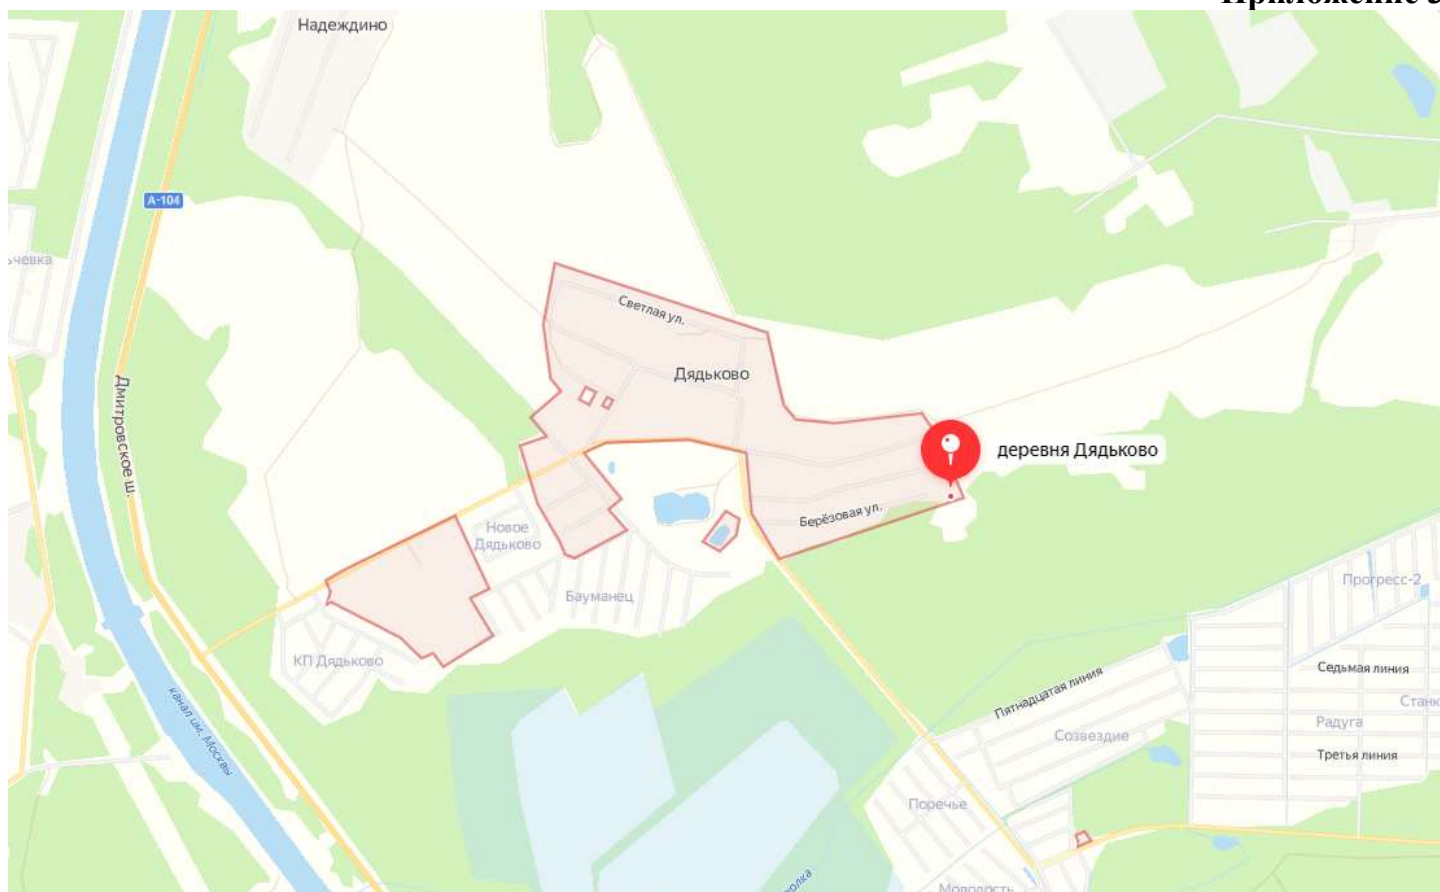 Приложение
Надеждино
А-104
Светлая ул.
Дядьково
Дмитровское ш.
деревня Дядьково
Берёзовая ул.
Новое
Дядьково
Бауманец
КП Дядьково
канал им. Москвы
Прогресс-2
Седьмая линия
Пятнадцатая линия
Радуга
Созвездие
Третья линия
Поречье